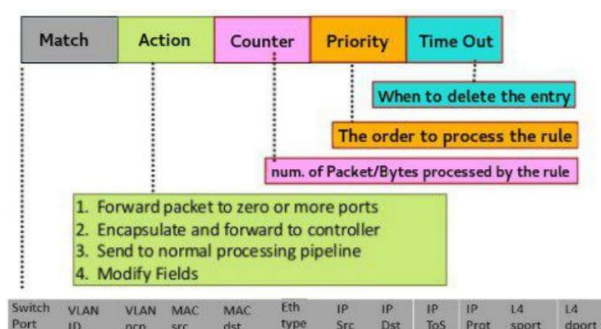 Match Action Counter Priority Time Out
When to delete the entry
The order to process the rule
num. of Packet/Bytes processed by the rule
1. Forward packet to zero or more ports
2. Encapsulate and forward to controller
3. Send to normal processing pipeline
4. Modify Fields
Switch VLAN VLAN MAC MAC Eth IP IP IP IP L4 L4
Port ID pcp src dst type Src Dst ToS Prot sport dport